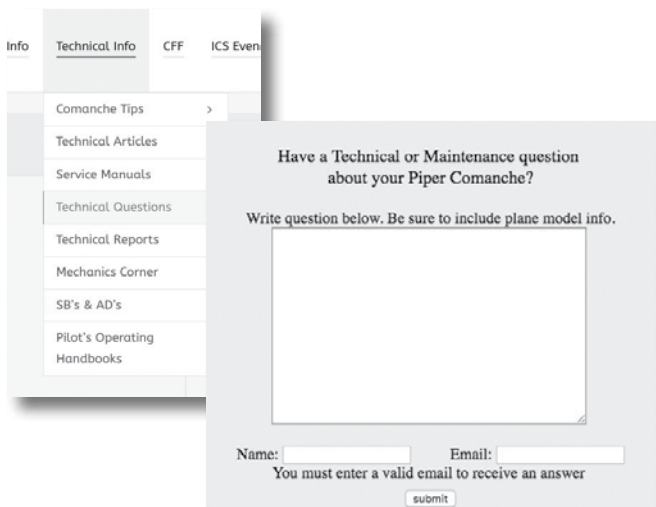 Info Technical Info CFF ICS Even
Comanche Tips >
Technical Articles
Service Manuals
Technical Questions
Technical Reports
Mechanics Corner
SB's & AD's
Pilot's Operating
Handbooks
Have a Technical or Maintenance question
about your Piper Comanche?
Write question below. Be sure to include plane model info.
Name: Email:
You must enter a valid email to receive an answer
submit